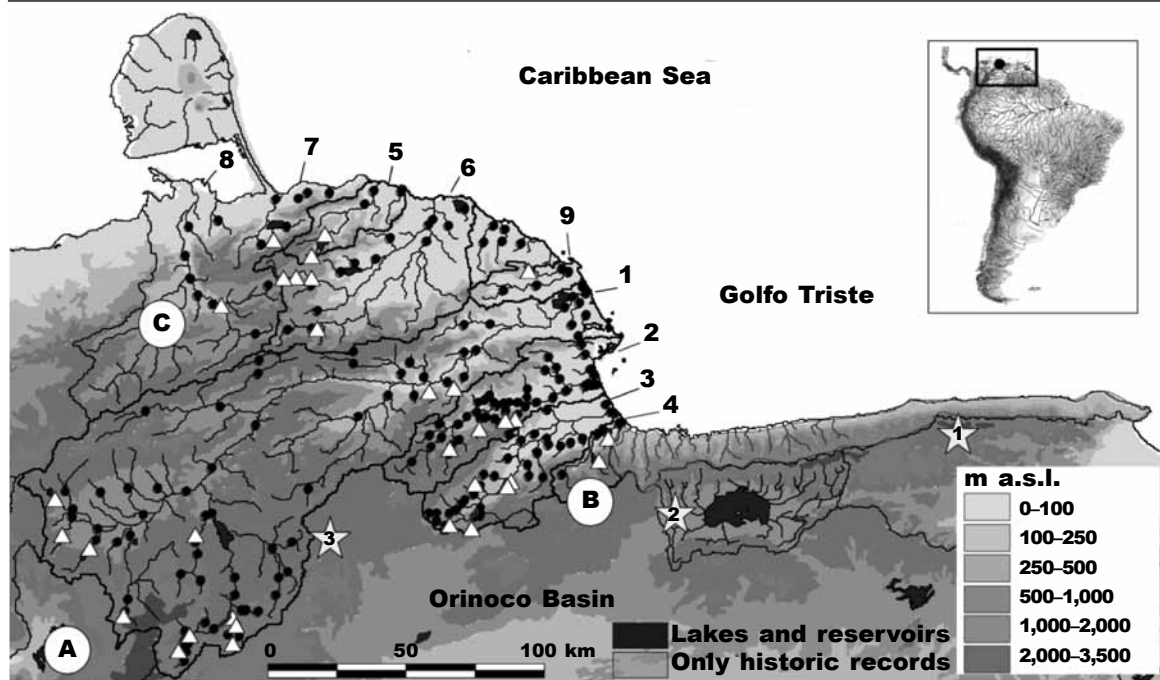 Caribbean Sea
8
7
5
6
9
1
Golfo Triste
2
3
4
C
1
B
2
3
A
Orinoco Basin
0 50 100 km
Lakes and reservoirs
Only historic records
m a.s.l.
0–100
100–250
250–500
500–1,000
1,000–2,000
2,000–3,500